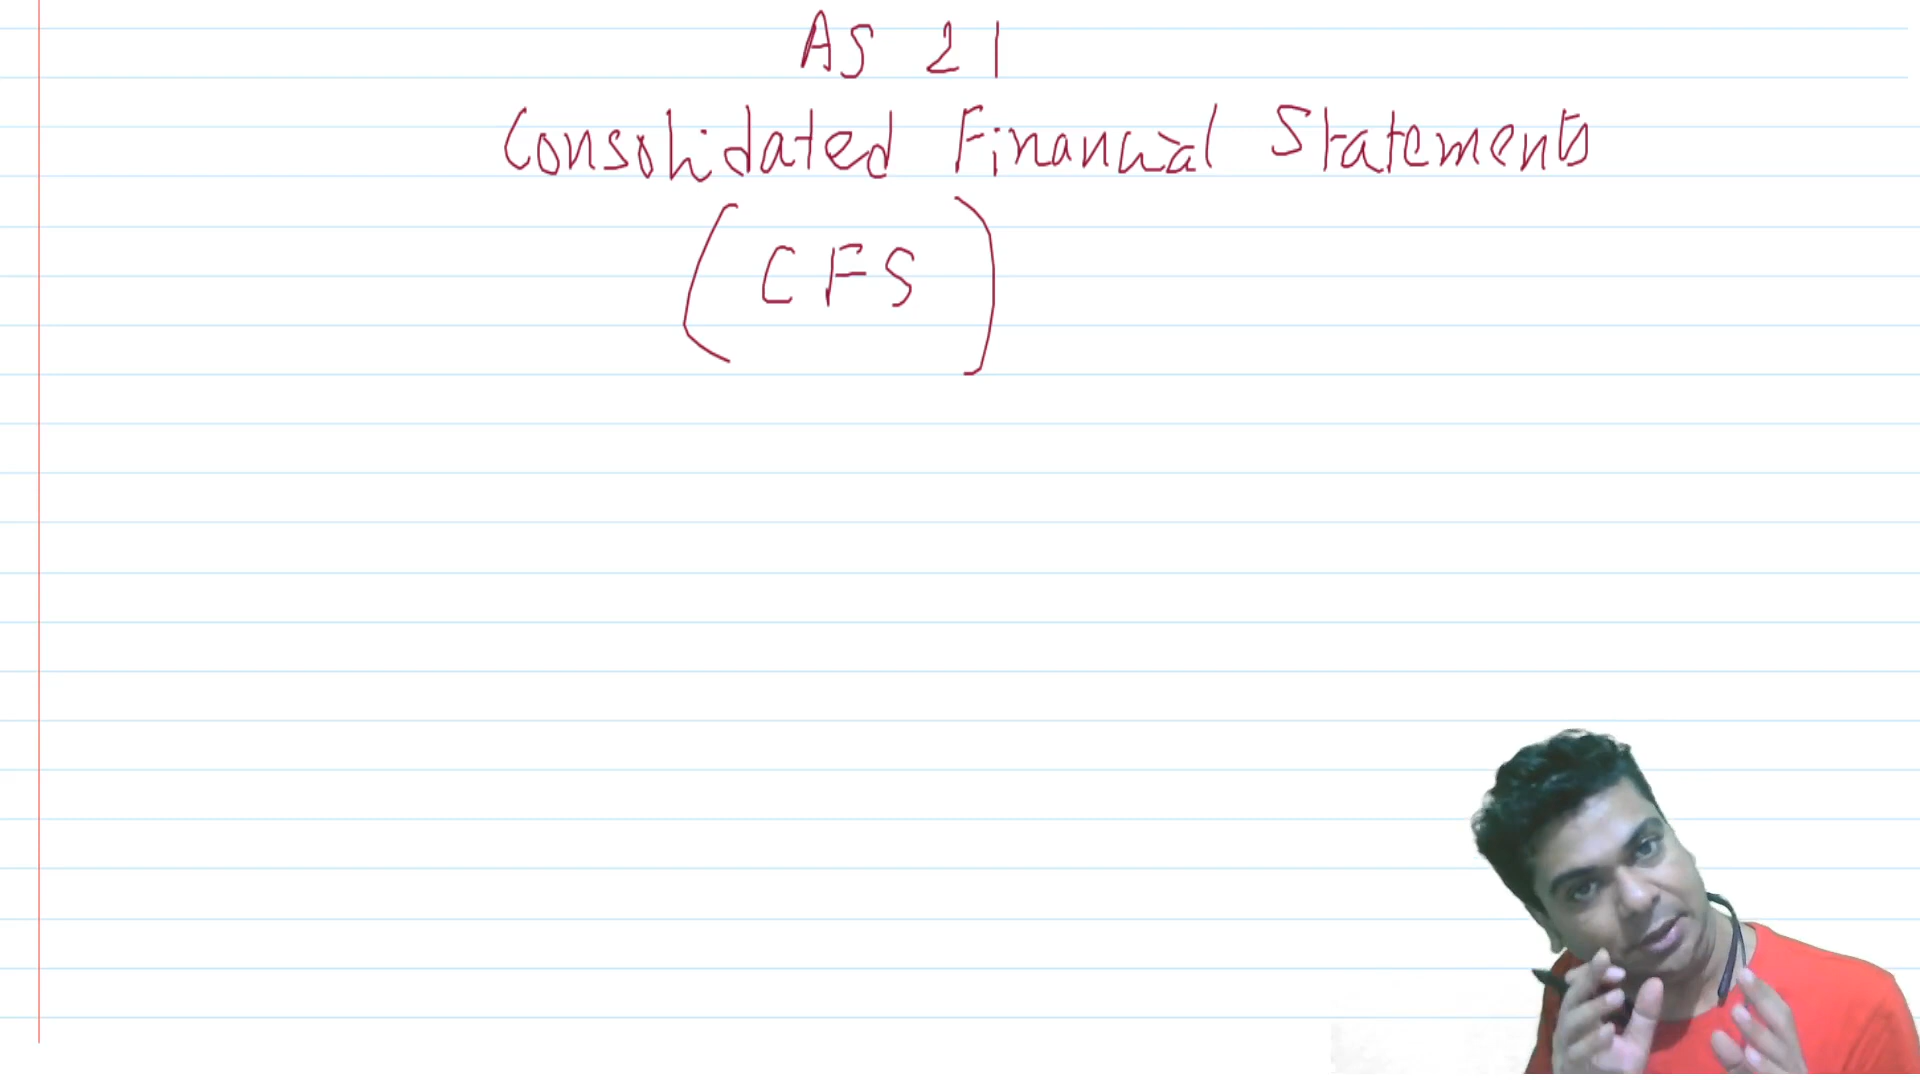 AS 21
Consolidated Financial Statements
(CFS)